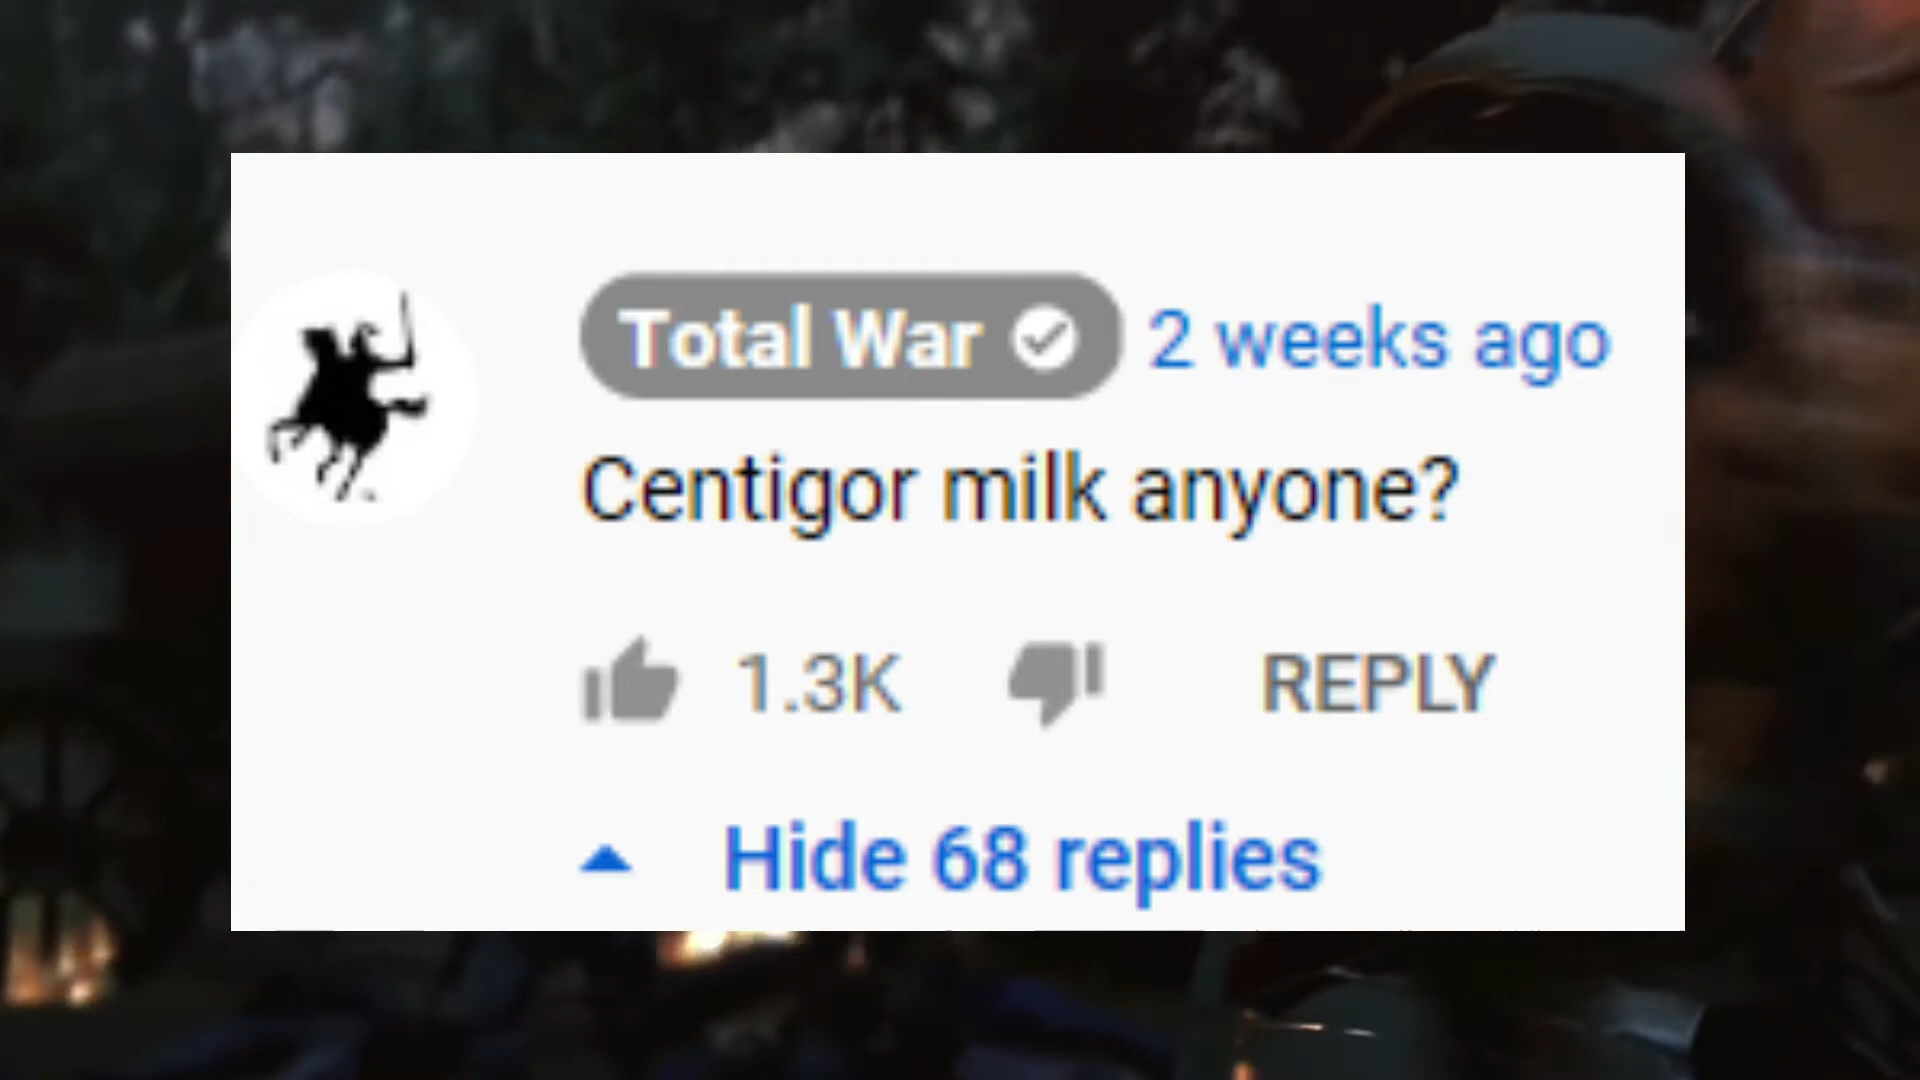 Total War 2 weeks ago
Centigor milk anyone?
1.3K REPLY
Hide 68 replies